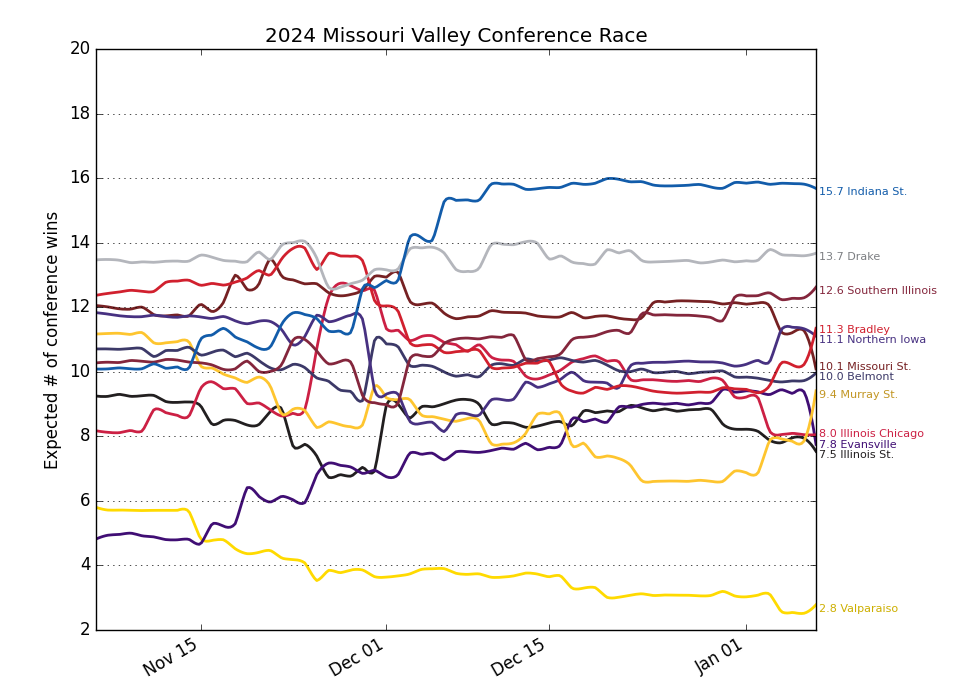 2024 Missouri Valley Conference Race
Expected # of conference wins
20
18
16
14
12
10
8
6
4
2
Nov 15
Dec 01
Dec 15
Jan 01
15.7 Indiana St.
13.7 Drake
12.6 Southern Illinois
11.3 Bradley
11.1 Northern Iowa
10.1 Missouri St.
10.0 Belmont
9.4 Murray St.
8.0 Illinois Chicago
7.8 Evansville
7.5 Illinois St.
2.8 Valparaiso